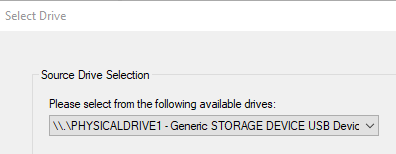 Select Drive
Source Drive Selection
Please select from the following available drives:
\\.\PHYSICALDRIVE1 - Generic STORAGE DEVICE USB Devic